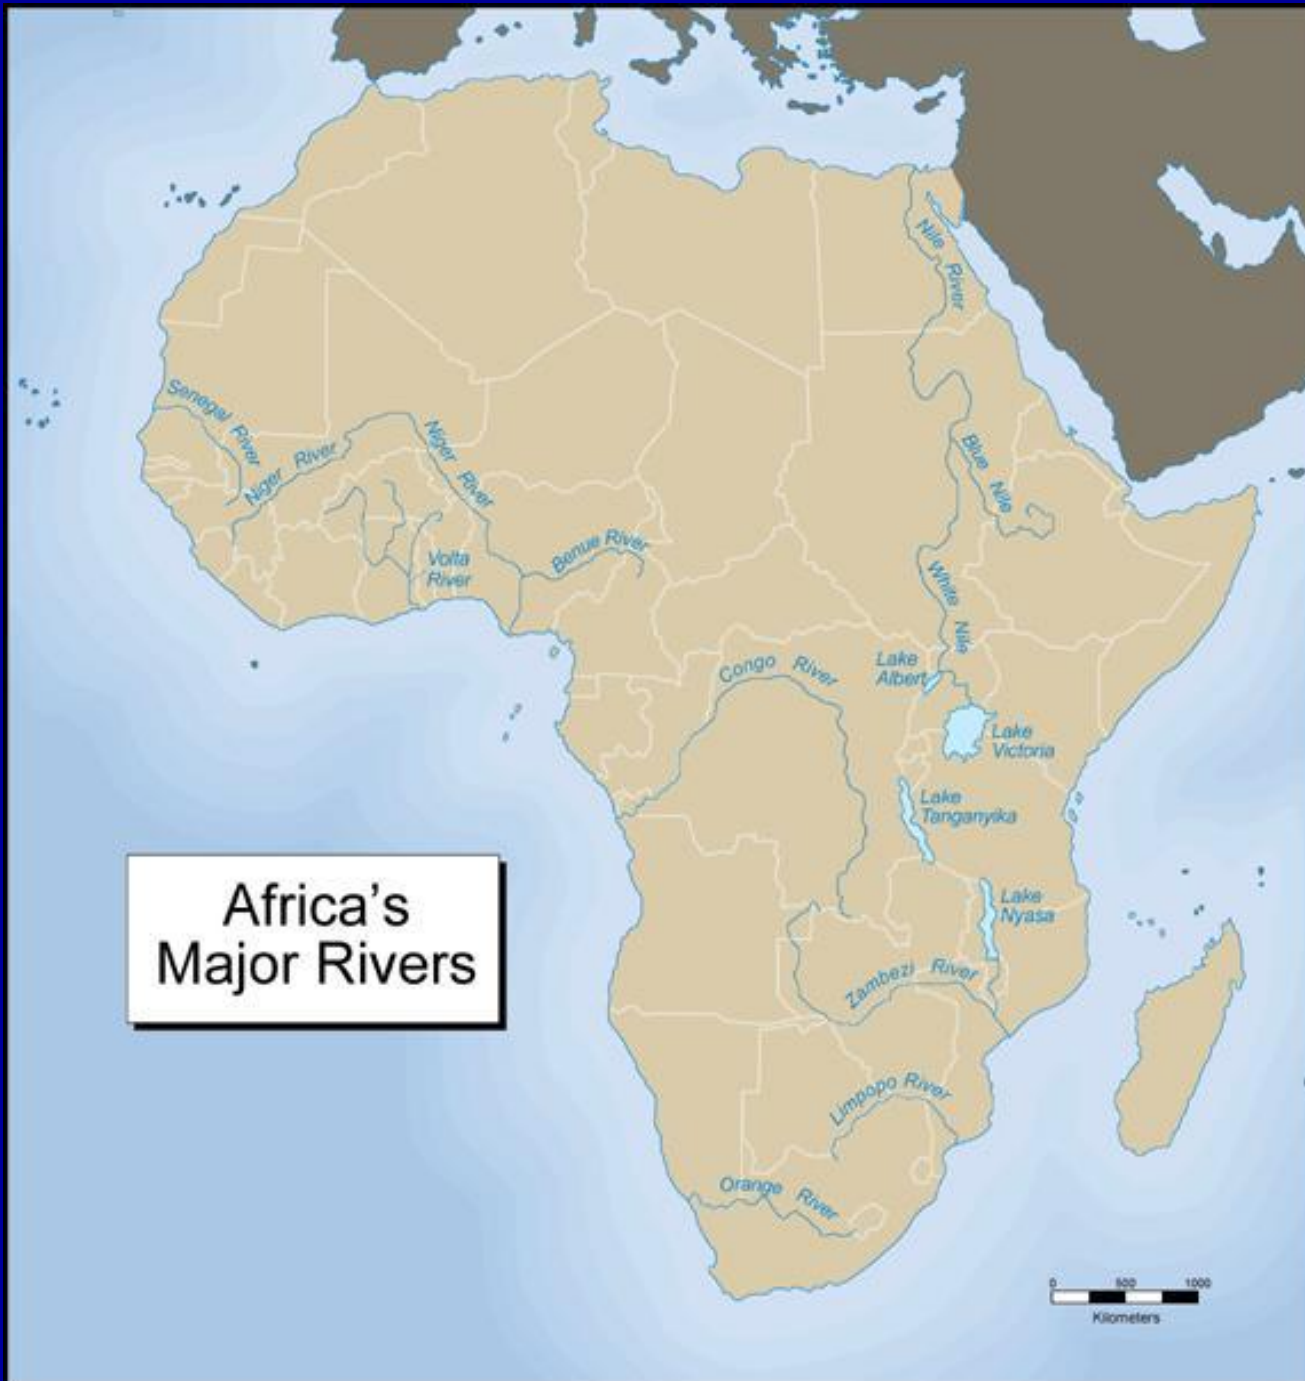 Nile River
Senegal River
Niger River
Niger River
Blue Nile
Volta
River
Benue River
White Nile
Congo River
Lake
Albert
Lake
Victoria
Lake
Tanganyika
Africa's
Major Rivers
Lake
Nyasa
Zambezi River
Limpopo River
Orange River
0 500 1000
Kilometers